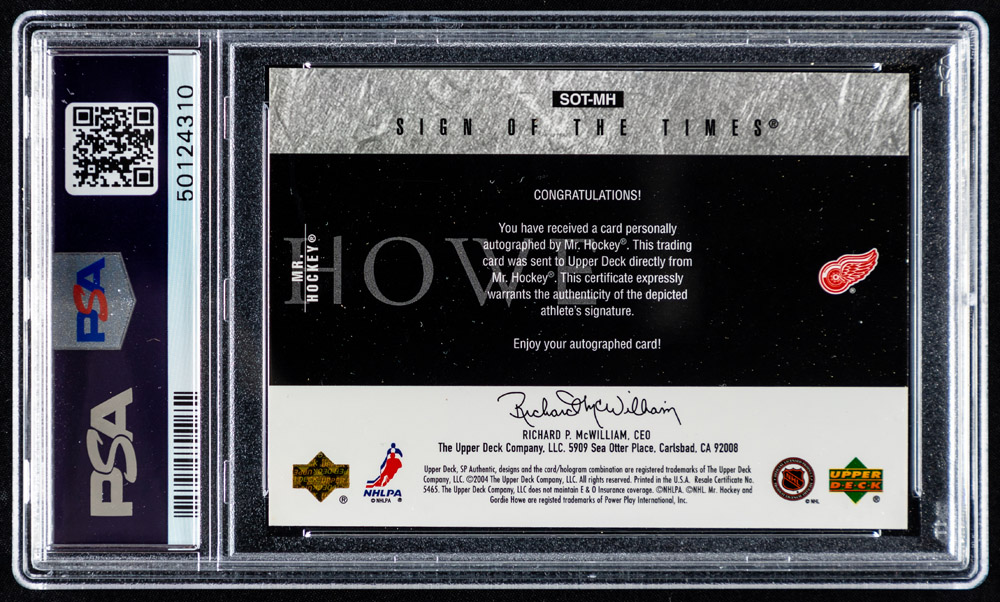 50124310
PSA
PSA
SOT-MH
SIGN OF THE TIMES®
CONGRATULATIONS!
HOWE
MR.
HOCKEY®
You have received a card personally
autographed by Mr. Hockey®. This trading
card was sent to Upper Deck directly from
Mr. Hockey®. This certificate expressly
warrants the authenticity of the depicted
athlete's signature.
Enjoy your autographed card!
Richard McWilliam
RICHARD P. McWILLIAM, CEO
The Upper Deck Company, LLC. 5909 Sea Otter Place, Carlsbad, CA 92008
Upper Deck, SP Authentic, designs and the card/hologram combination are registered trademarks of The Upper Deck
Company, LLC. ©2004 The Upper Deck Company, LLC. All rights reserved. Printed in the U.S.A. Resale Certificate No.
5465. The Upper Deck Company, LLC does not maintain E & O Insurance coverage. ©NHLPA. ©NHL. Mr. Hockey and
Gordie Howe are registered trademarks of Power Play International, Inc.
NHLPA
© NHLPA
© NHL
UPPER
DECK
®